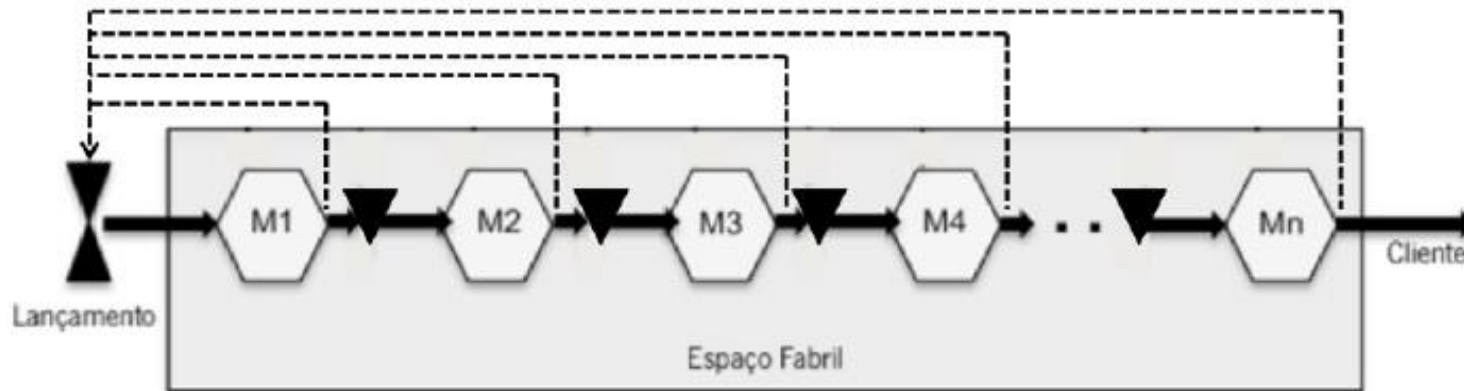 M1
M2
M3
M4
. .
Mn
Cliente
Lançamento
Espaço Fabril